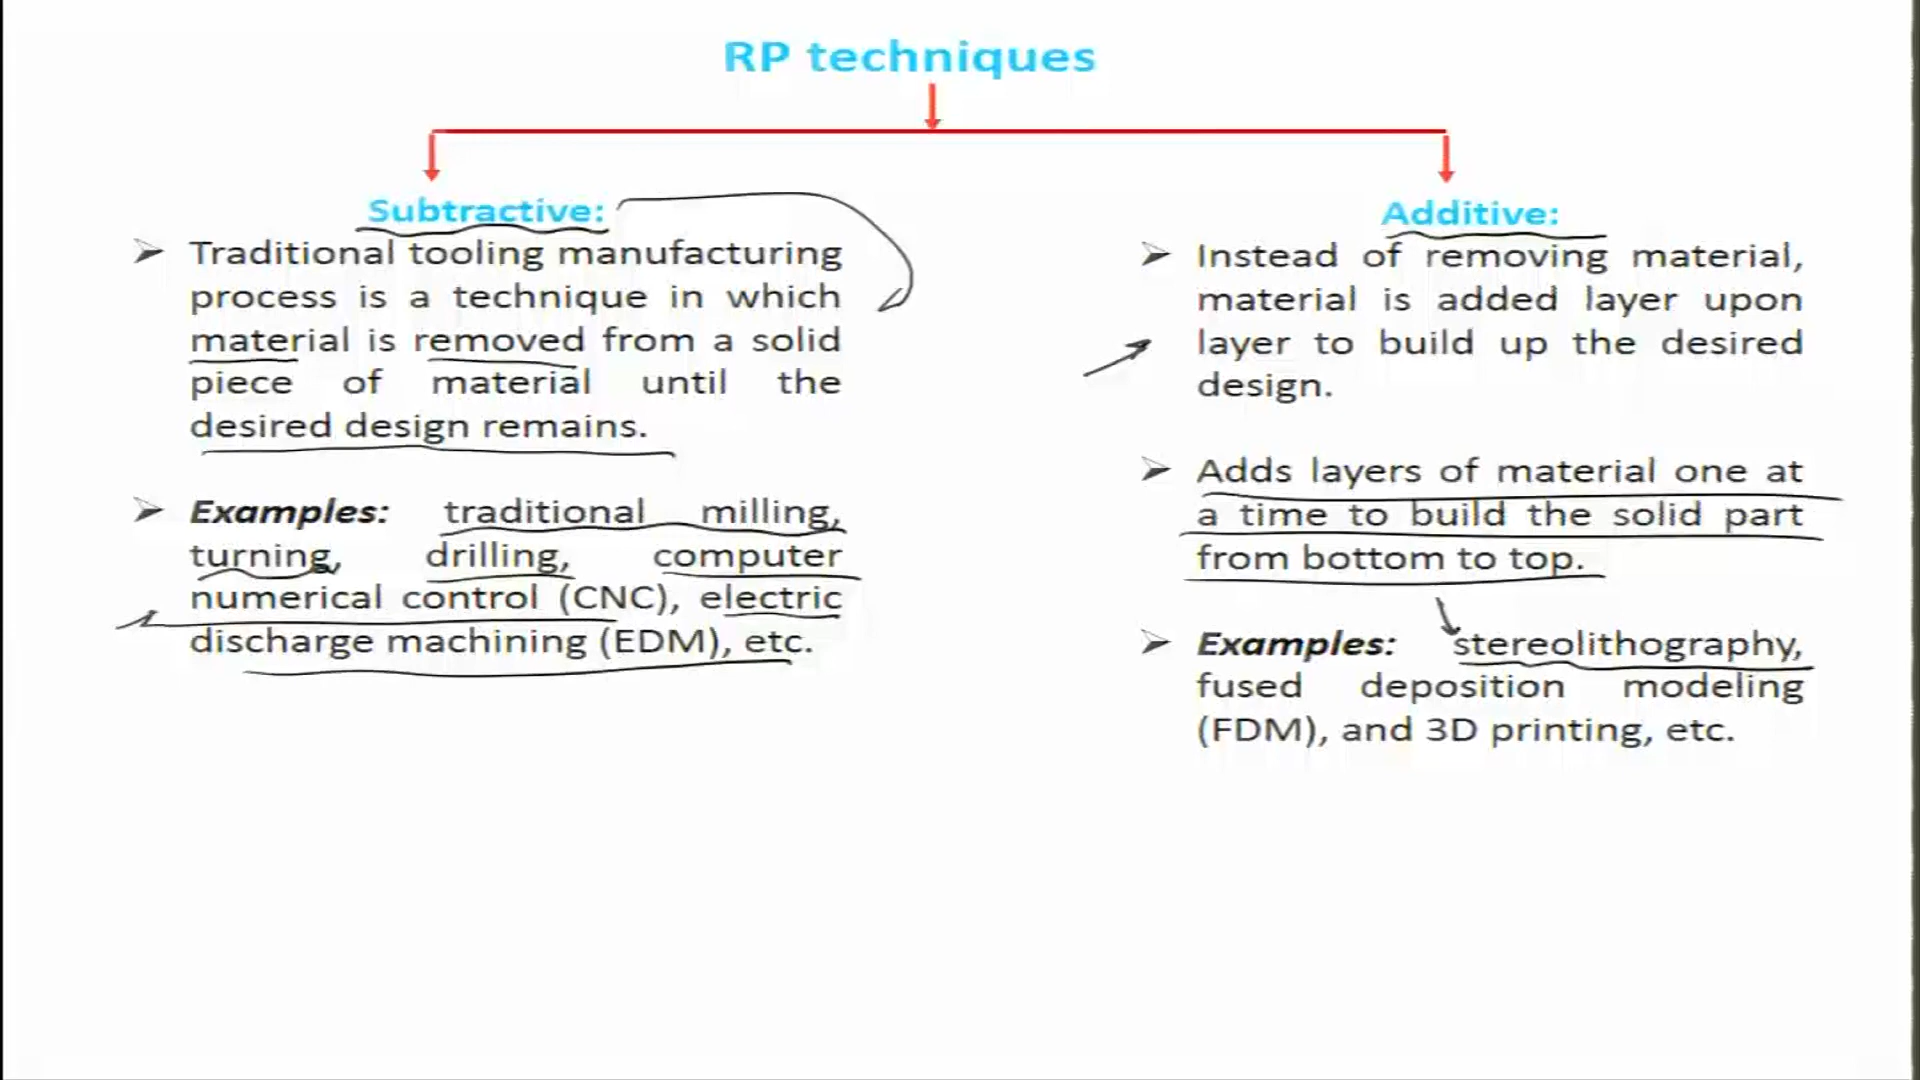 RP techniques
Subtractive:
➢ Traditional tooling manufacturing
process is a technique in which
material is removed from a solid
piece of material until the
desired design remains.
➢ Examples: traditional milling,
turning, drilling, computer
numerical control (CNC), electric
discharge machining (EDM), etc.
Additive:
➢ Instead of removing material,
material is added layer upon
layer to build up the desired
design.
➢ Adds layers of material one at
a time to build the solid part
from bottom to top.
➢ Examples: stereolithography,
fused deposition modeling
(FDM), and 3D printing, etc.